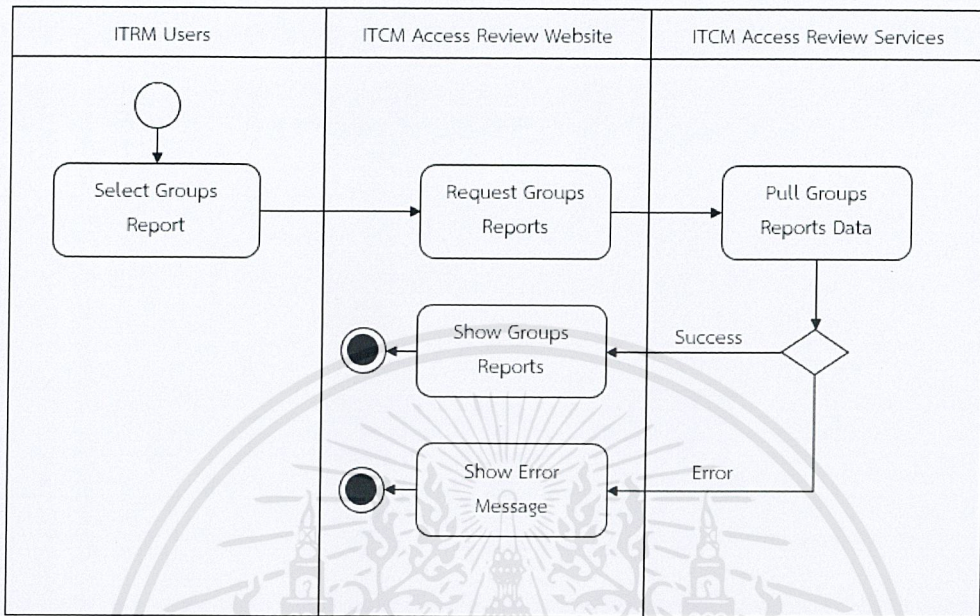 ITRM Users
ITCM Access Review Website
ITCM Access Review Services
Select Groups
Report
Request Groups
Reports
Pull Groups
Reports Data
Show Groups
Reports
Success
Show Error
Message
Error